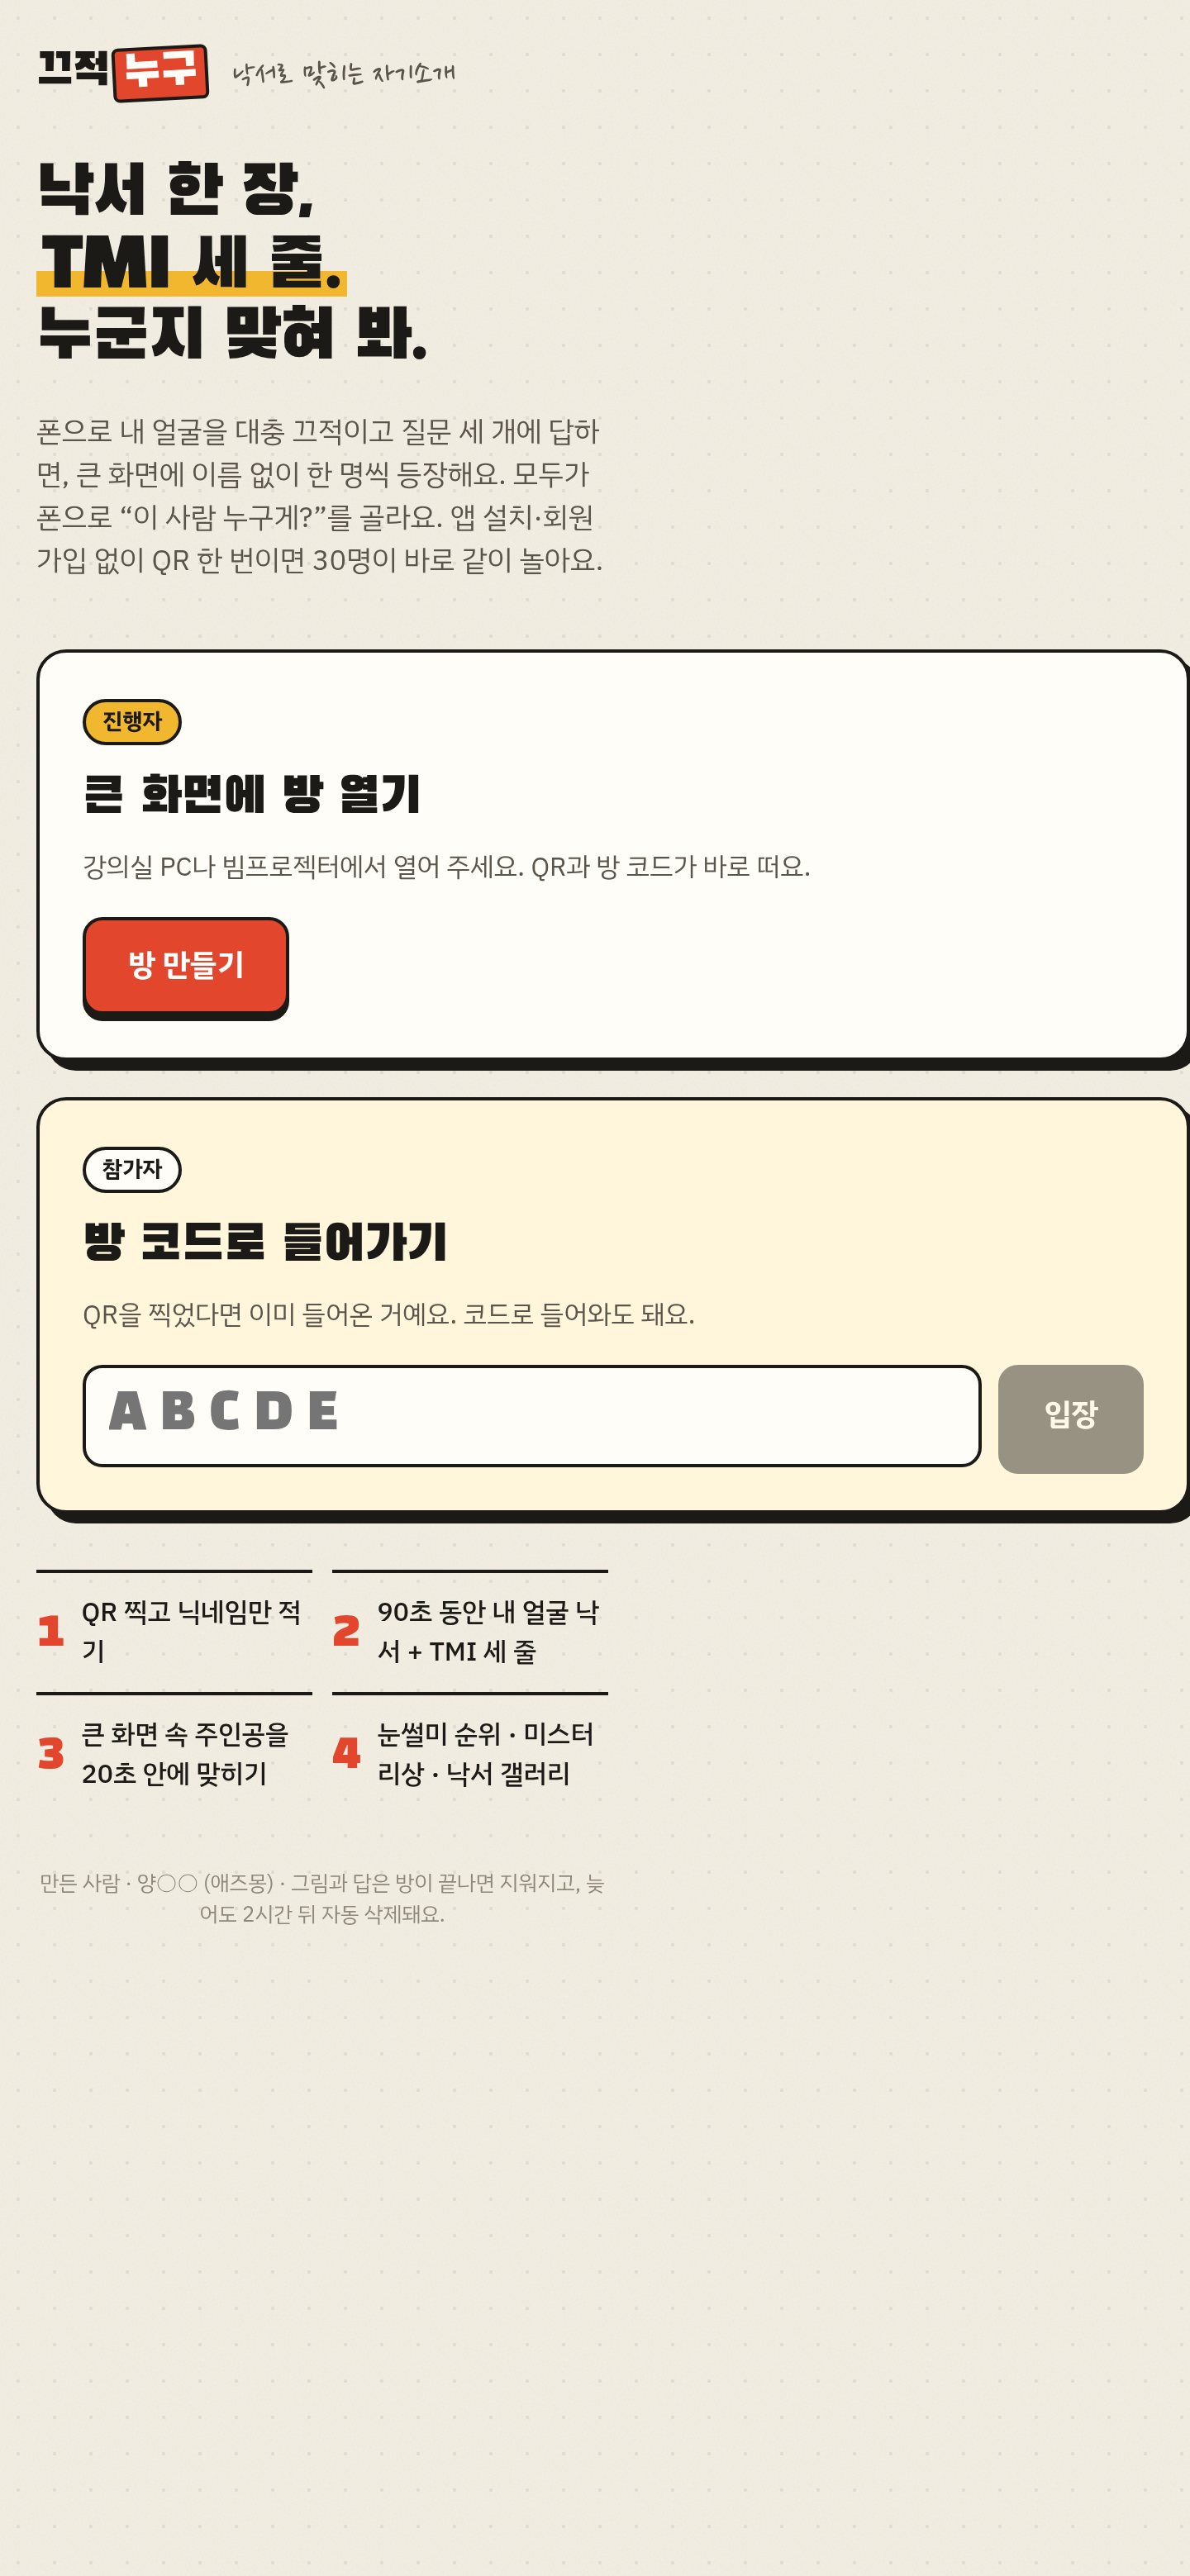 끄적누구 낙서로 맞히는 자기소개
낙서 한 장,
TMI 세 줄.
누군지 맞혀 봐.
폰으로 내 얼굴을 대충 끄적이고 질문 세 개에 답하
면, 큰 화면에 이름 없이 한 명씩 등장해요. 모두가
폰으로 “이 사람 누구게?”를 골라요. 앱 설치·회원
가입 없이 QR 한 번이면 30명이 바로 같이 놀아요.
진행자
큰 화면에 방 열기
강의실 PC나 빔프로젝터에서 열어 주세요. QR과 방 코드가 바로 떠요.
방 만들기
참가자
방 코드로 들어가기
QR을 찍었다면 이미 들어온 거예요. 코드로 들어와도 돼요.
ABCDE 입장
1 QR 찍고 닉네임만 적
기
2 90초 동안 내 얼굴 낙
서 + TMI 세 줄
3 큰 화면 속 주인공을
20초 안에 맞히기
4 눈썰미 순위 · 미스터
리상 · 낙서 갤러리
만든 사람 · 양○○ (애즈몽) · 그림과 답은 방이 끝나면 지워지고, 늦
어도 2시간 뒤 자동 삭제돼요.